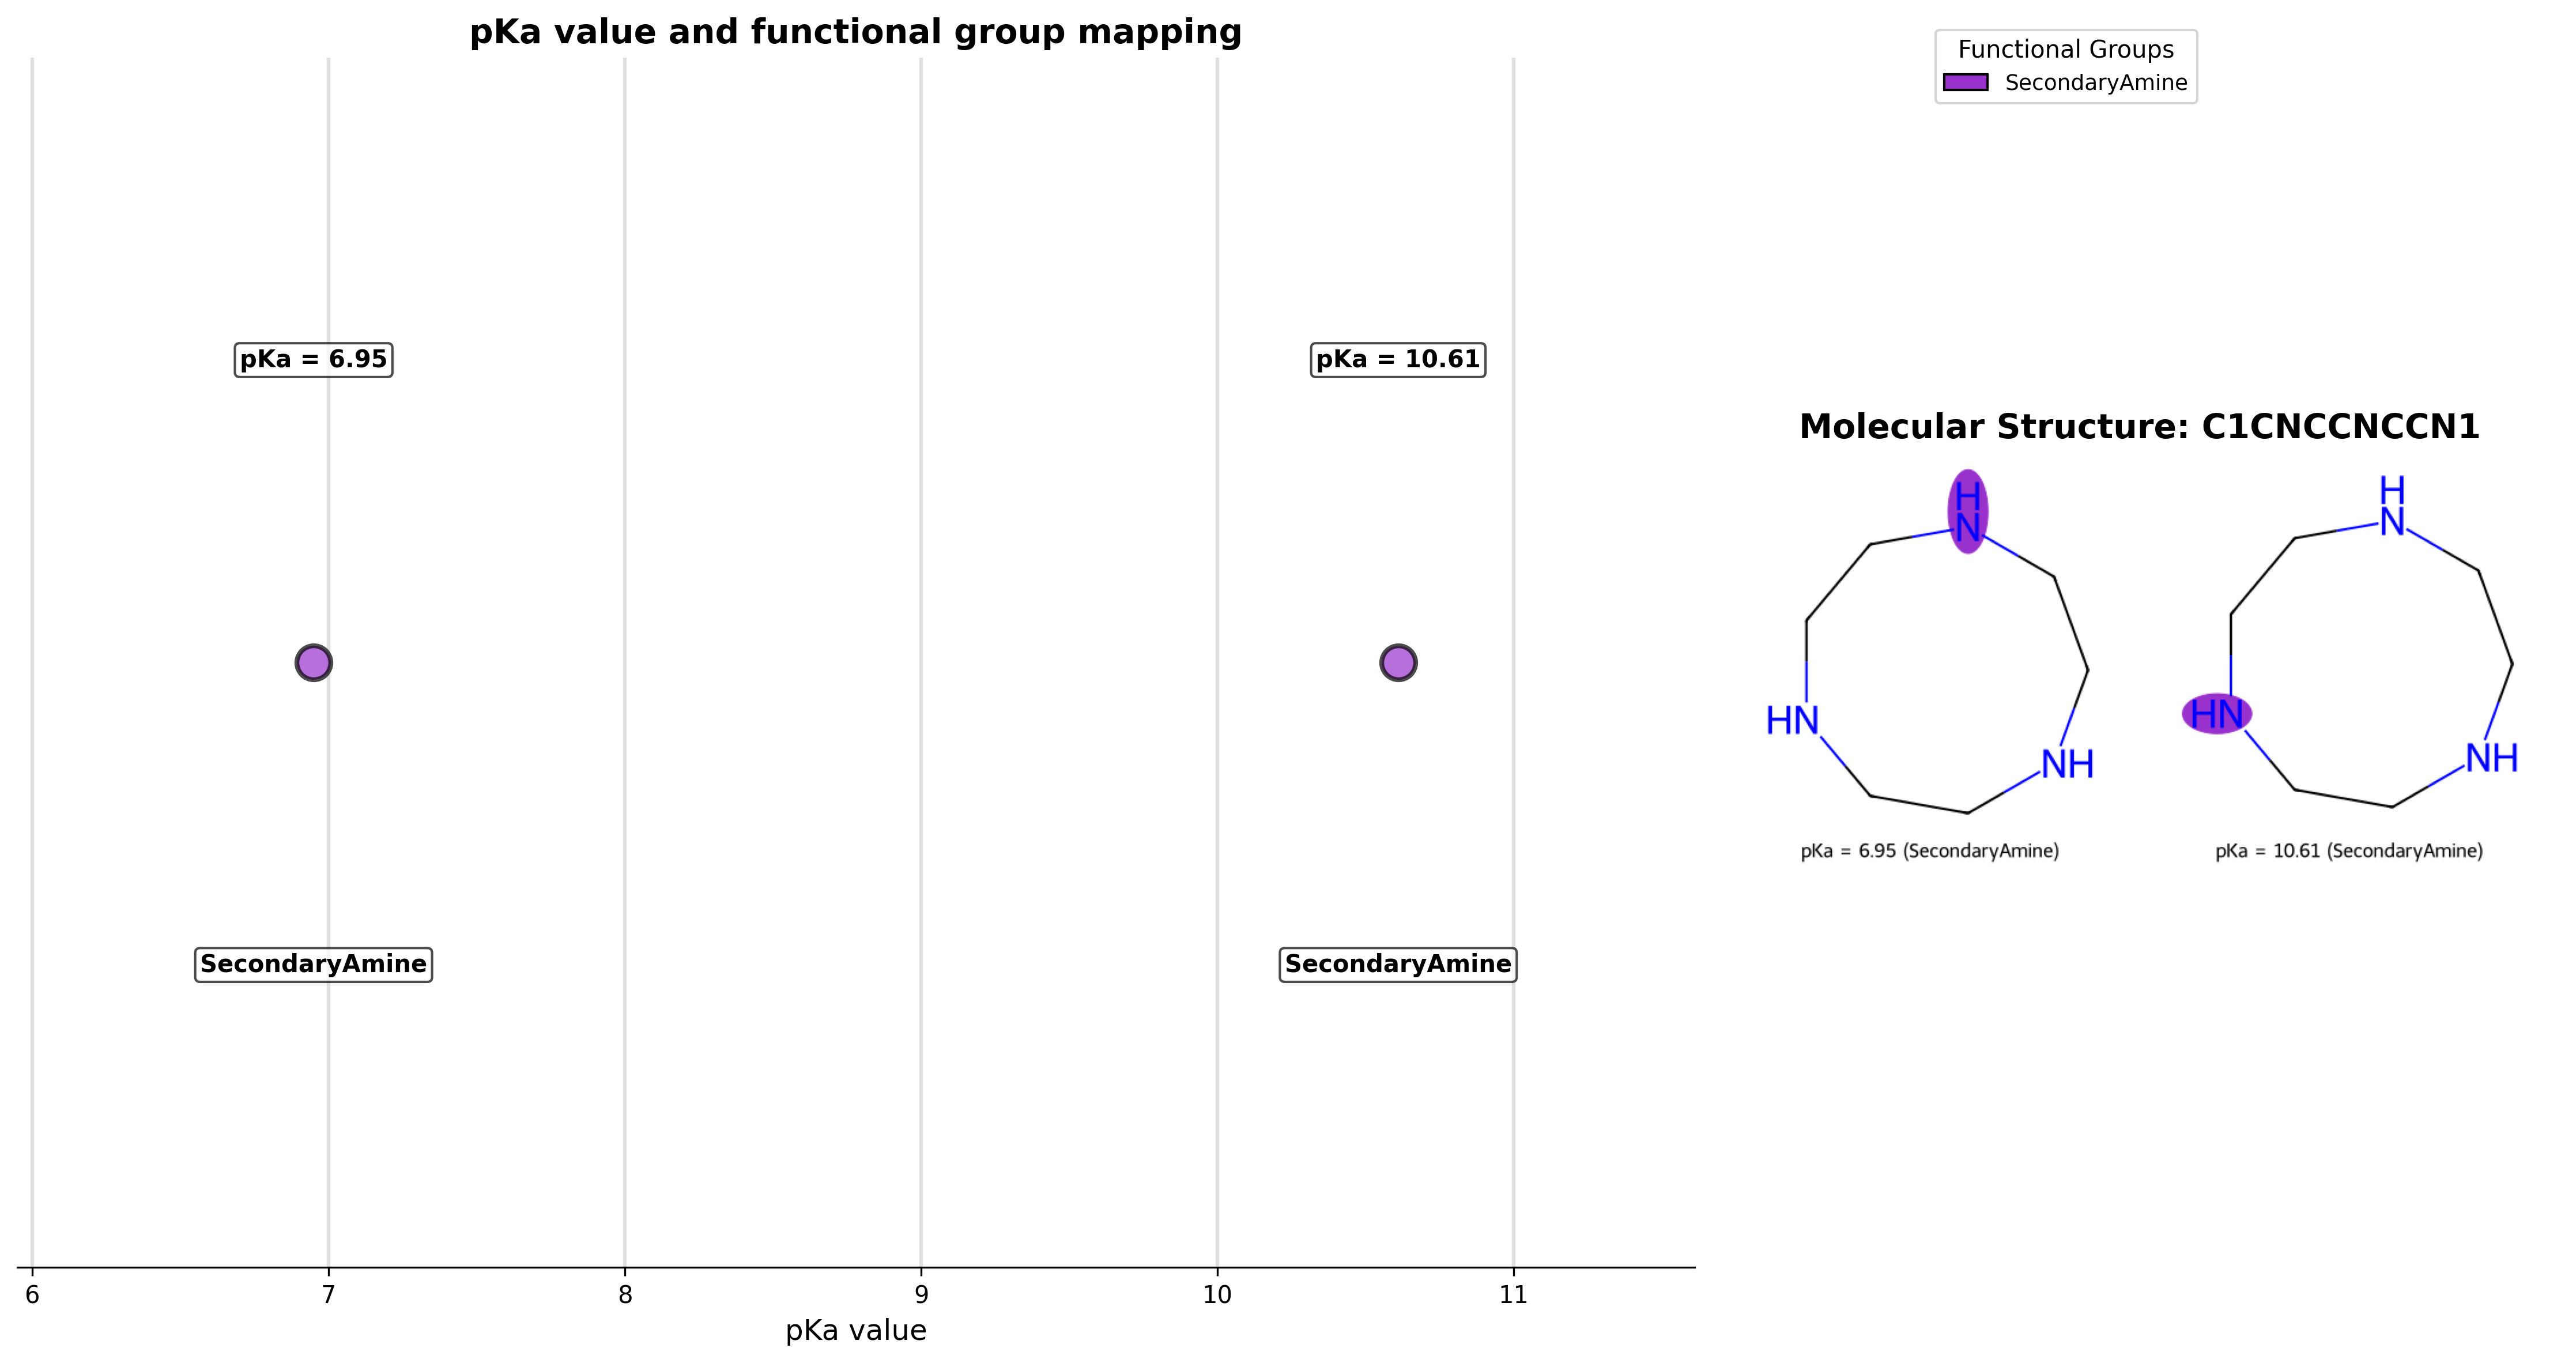 pKa value and functional group mapping
pKa = 6.95
pKa = 10.61
SecondaryAmine
SecondaryAmine
6
7
8
9
10
11
pKa value
Functional Groups
SecondaryAmine
Molecular Structure: C1CNCCNCCN1
H
N
HN
NH
pKa = 6.95 (SecondaryAmine)
H
N
HN
NH
pKa = 10.61 (SecondaryAmine)